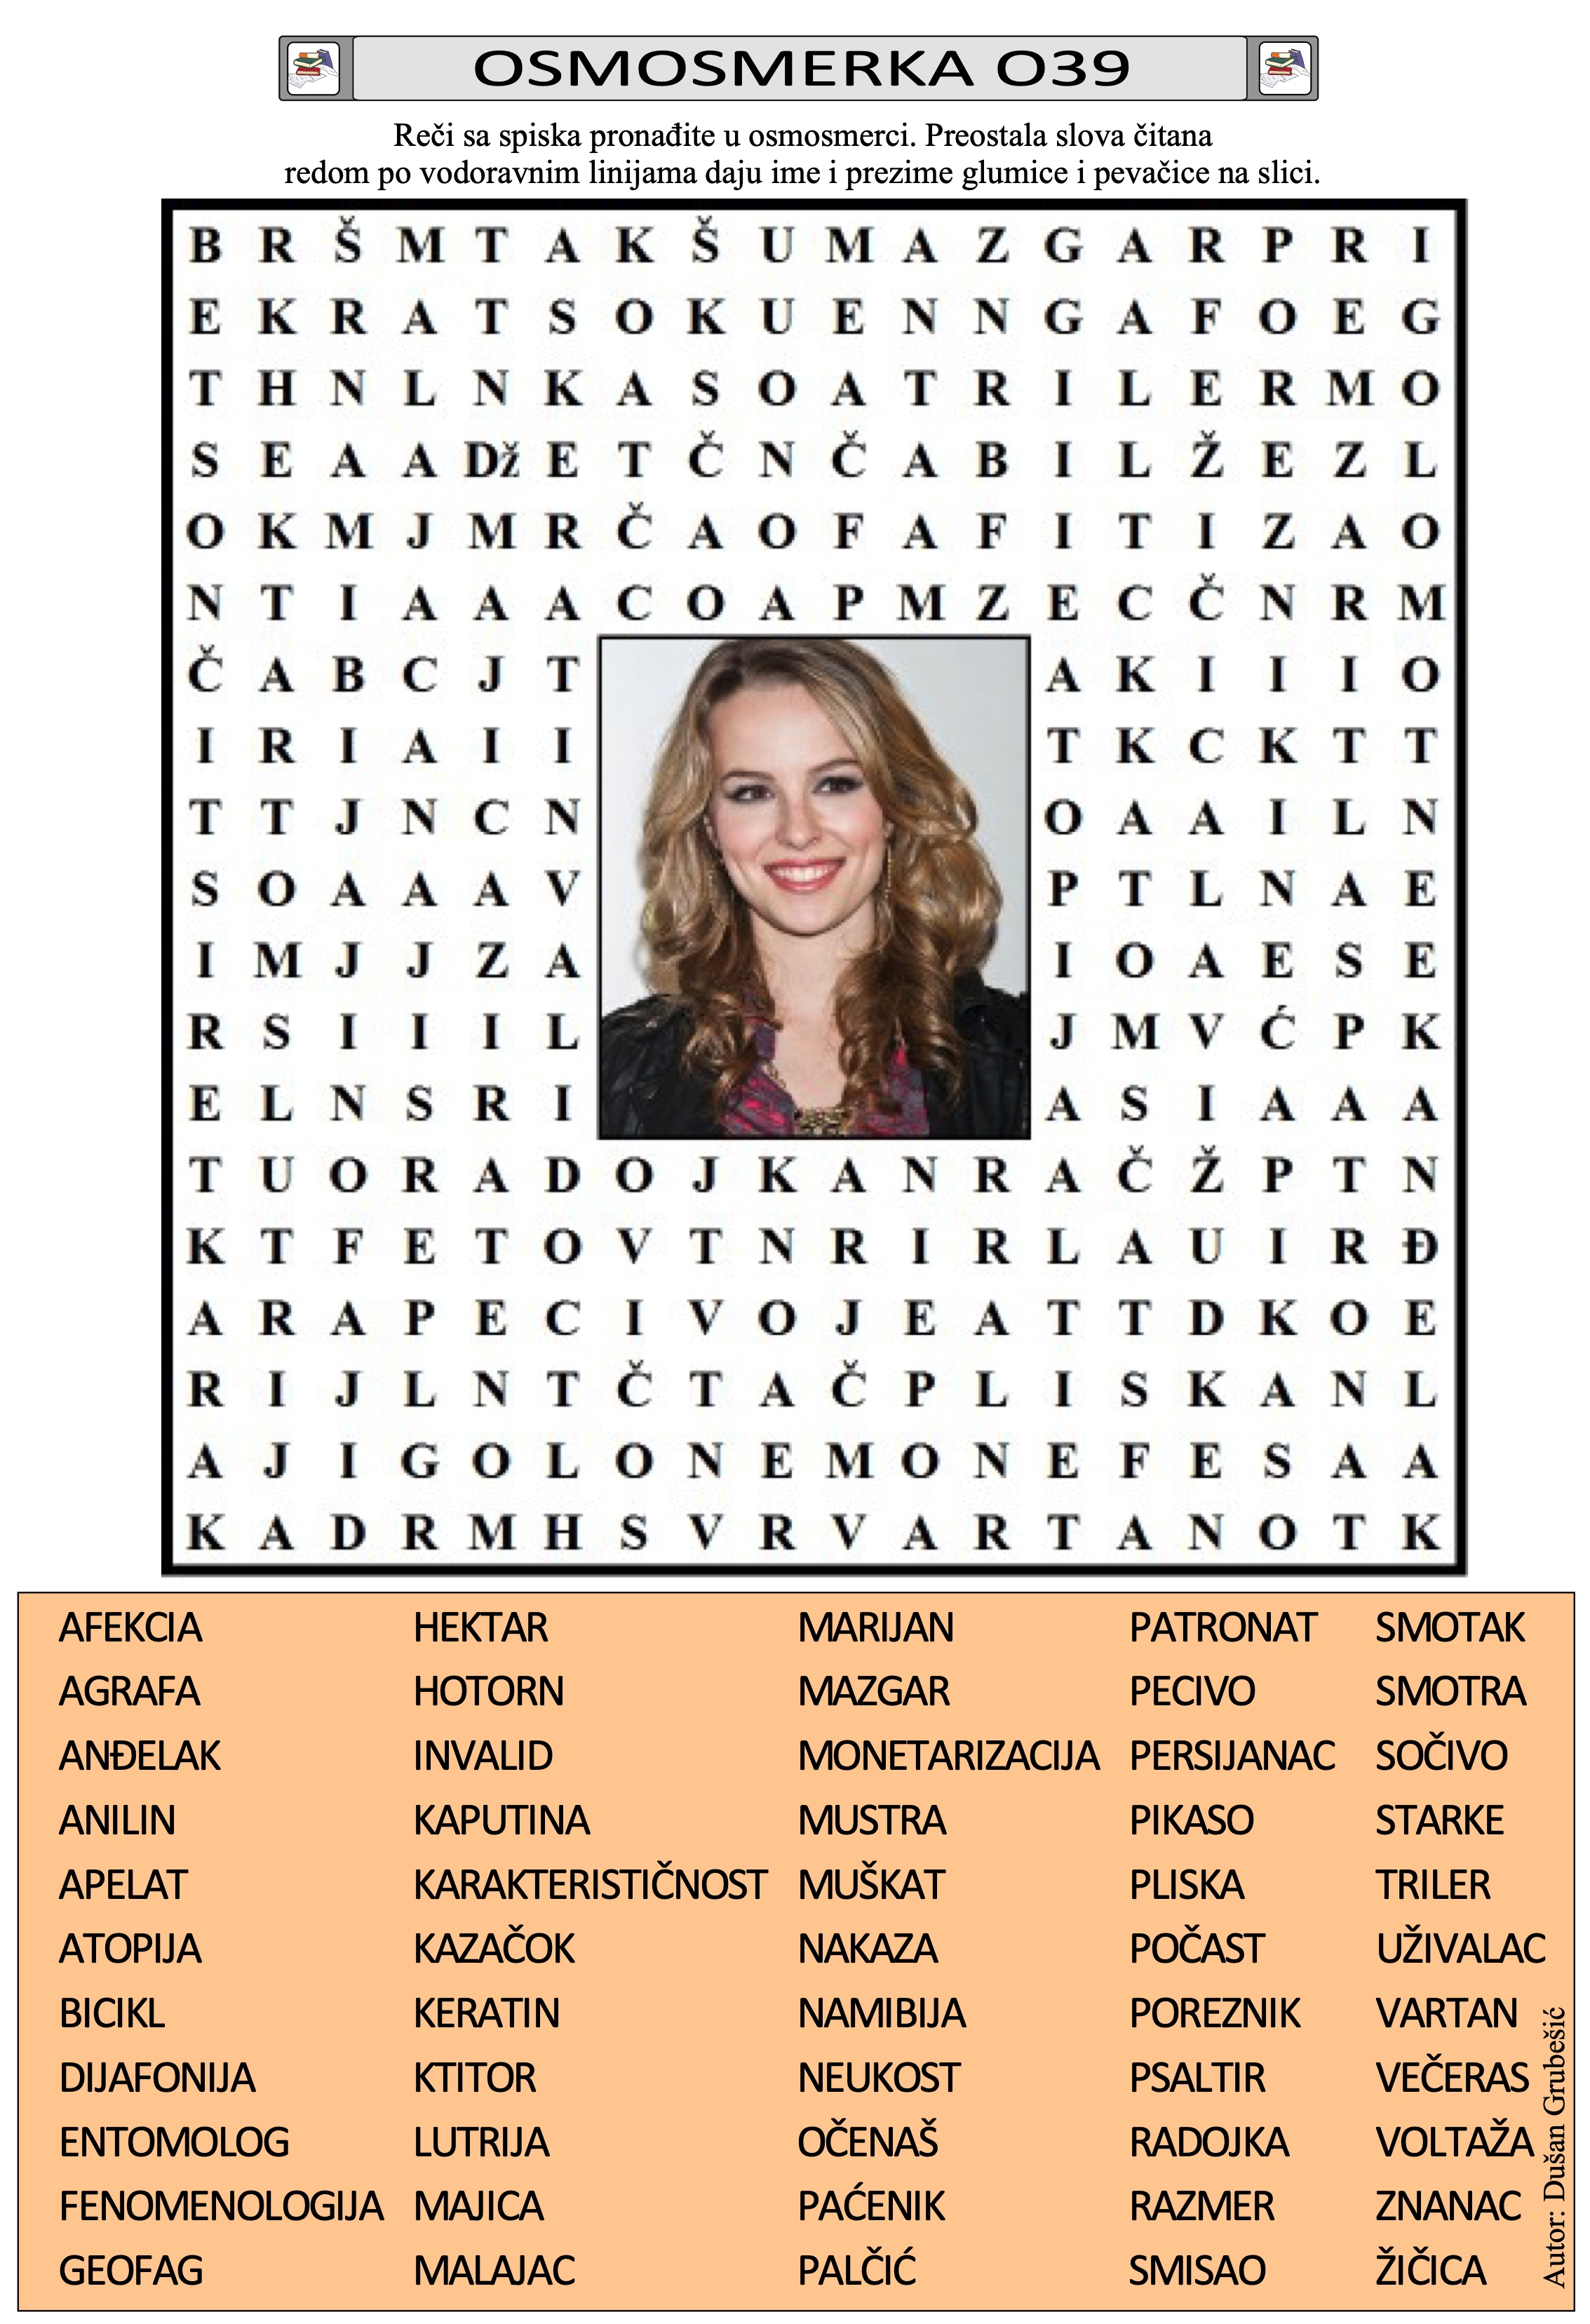 OSMOSMERKA O39
Reči sa spiska pronađite u osmosmerci. Preostala slova čitana
redom po vodoravnim linijama daju ime i prezime glumice i pevačice na slici.
B R Š M T A K Š U M A Z G A R P R I
E K R A T S O K U E N N G A F O E G
T H N L N K A S O A T R I L E R M O
S E A A Dž E T Č N Č A B I L Ž E Z L
O K M J M R Č A O F A F I T I Z A O
N T I A A A C O A P M Z E C Č N R M
Č A B C J T A K I I I O
I R I A I I T K C K T T
T T J N C N O A A I L N
S O A A A V P T L N A E
I M J J Z A I O A E S E
R S I I I L J M V Ć P K
E L N S R I A S I A A A
T U O R A D O J K A N R A Č Ž P T N
K T F E T O V T N R I R L A U I R Đ
A R A P E C I V O J E A T T D K O E
R I J L N T Č T A Č P L I S K A N L
A J I G O L O N E M O N E F E S A A
K A D R M H S V R V A R T A N O T K
AFEKCIA HEKTAR MARIJAN PATRONAT SMOTAK
AGRAFA HOTORN MAZGAR PECIVO SMOTRA
ANĐELAK INVALID MONETARIZACIJA PERSIJANAC SOČIVO
ANILIN KAPUTINA MUSTRA PIKASO STARKE
APELAT KARAKTERISTIČNOST MUŠKAT PLISKA TRILER
ATOPIJA KAZAČOK NAKAZA POČAST UŽIVALAC
BICIKL KERATIN NAMIBIJA POREZNIK VARTAN
DIJAFONIJA KTITOR NEUKOST PSALTIR VEČERAS
ENTOMOLOG LUTRIJA OČENAŠ RADOJKA VOLTAŽA
FENOMENOLOGIJA MAJICA PAĆENIK RAZMER ZNANAC
GEOFAG MALAJAC PALČIĆ SMISAO ŽIČICA
Autor: Dušan Grubešić